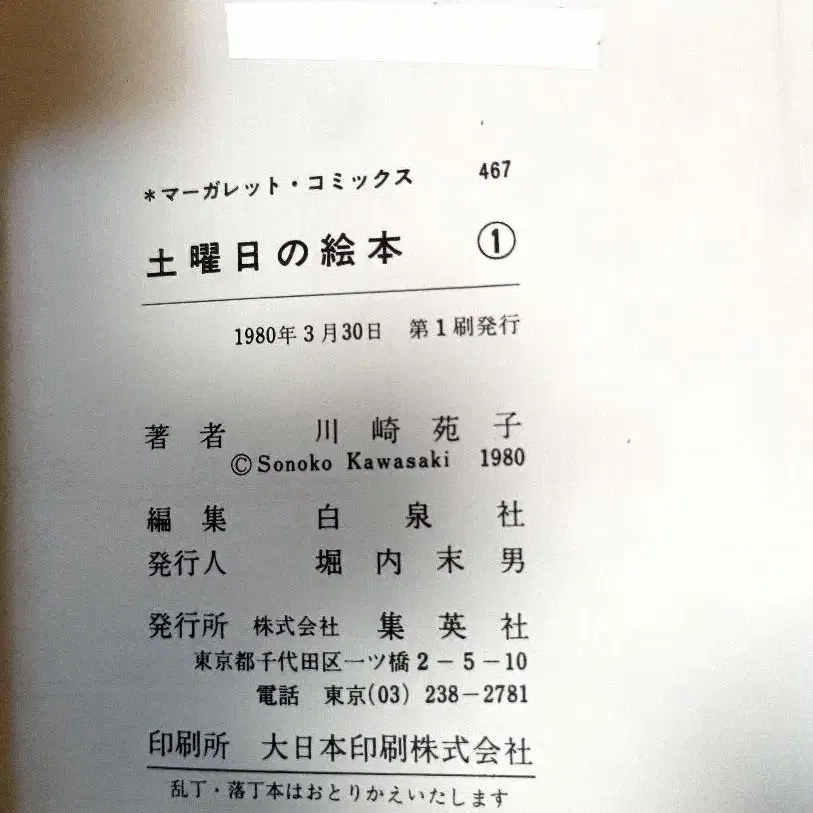 *マーガレット・コミックス 467
土曜日の絵本 ①
1980年3月30日 第1刷発行
著者 川崎苑子
©Sonoko Kawasaki 1980
編集 白泉社
発行人 堀内末男
発行所 株式会社 集英社
東京都千代田区一ツ橋2-5-10
電話 東京(03) 238-2781
印刷所 大日本印刷株式会社
乱丁・落丁本はおとりかえいたします